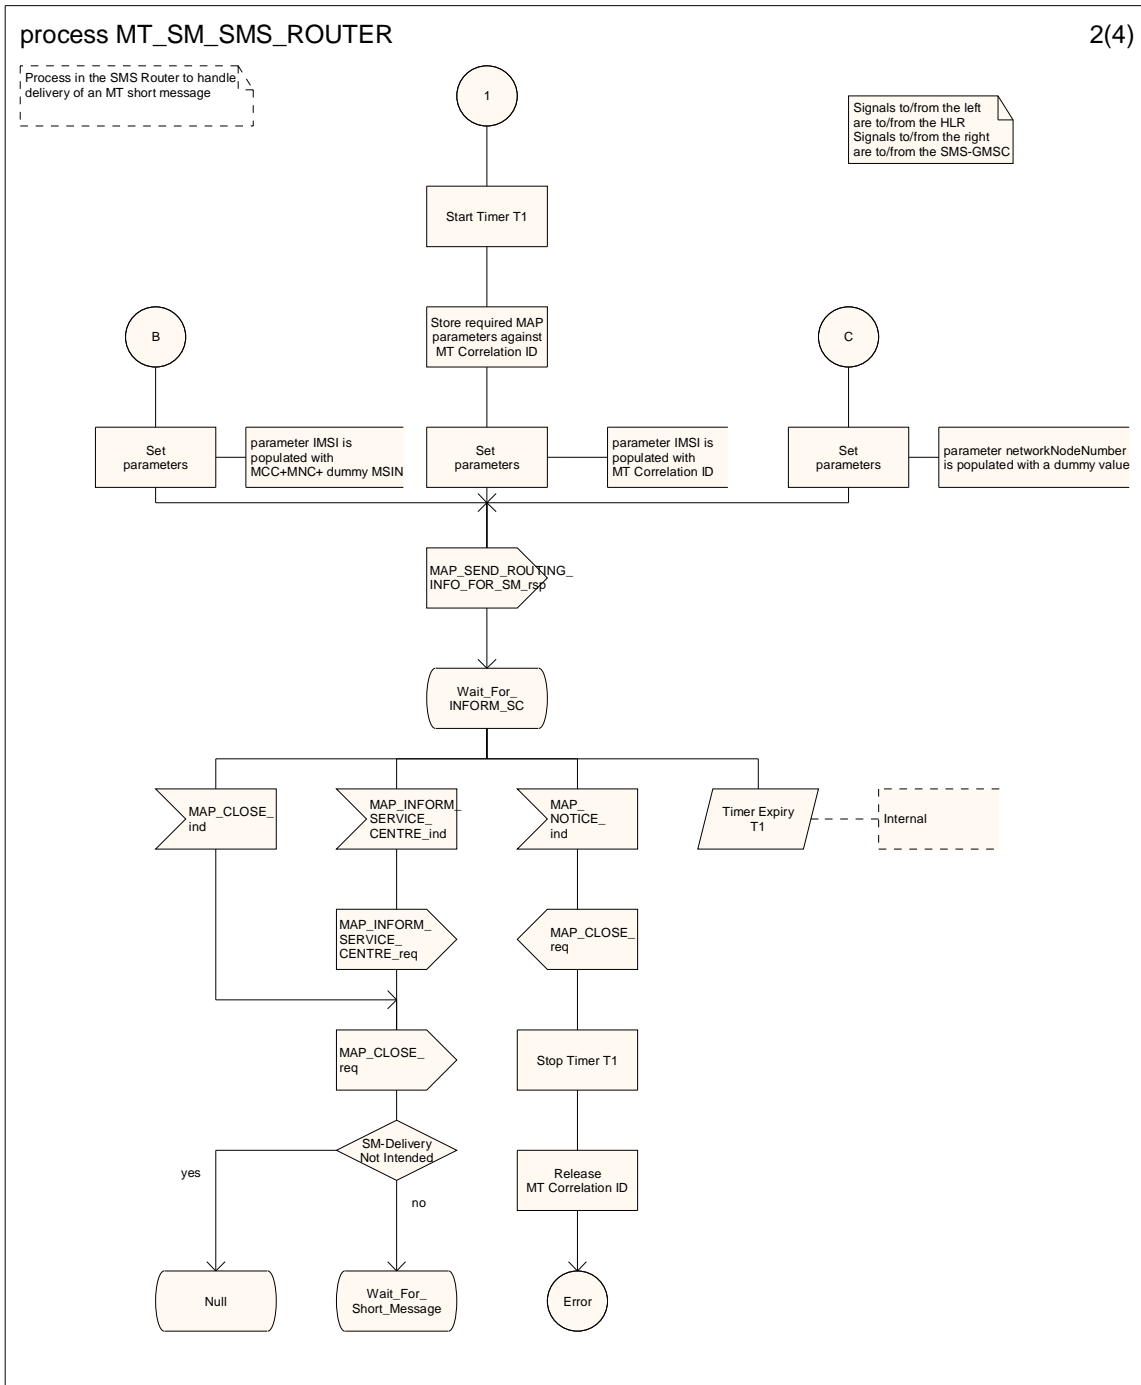 process MT_SM_SMS_ROUTER
2(4)
Process in the SMS Router to handle
delivery of an MT short message
1
Signals to/from the left
are to/from the HLR
Signals to/from the right
are to/from the SMS-GMSC
Start Timer T1
B
Store required MAP
parameters against
MT Correlation ID
C
Set
parameters
parameter IMSI is
populated with
MCC+MNC+ dummy MSIN
Set
parameters
parameter IMSI is
populated with
MT Correlation ID
Set
parameters
parameter networkNodeNumber
is populated with a dummy value
MAP_SEND_ROUTING_
INFO_FOR_SM_rsp
Wait_For_
INFORM_SC
MAP_CLOSE_
ind
MAP_INFORM_
SERVICE_
CENTRE_ind
MAP_
NOTICE_
ind
Timer Expiry
T1
Internal
MAP_INFORM_
SERVICE_
CENTRE_req
MAP_CLOSE_
req
MAP_CLOSE_
req
Stop Timer T1
SM-Delivery
Not Intended
yes
no
Release
MT Correlation ID
Null
Wait_For_
Short_Message
Error